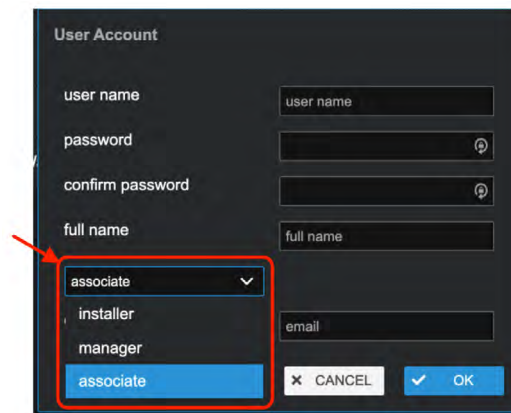 User Account
user name user name
password
confirm password
full name full name
associate
installer
email
manager
associate
CANCEL OK